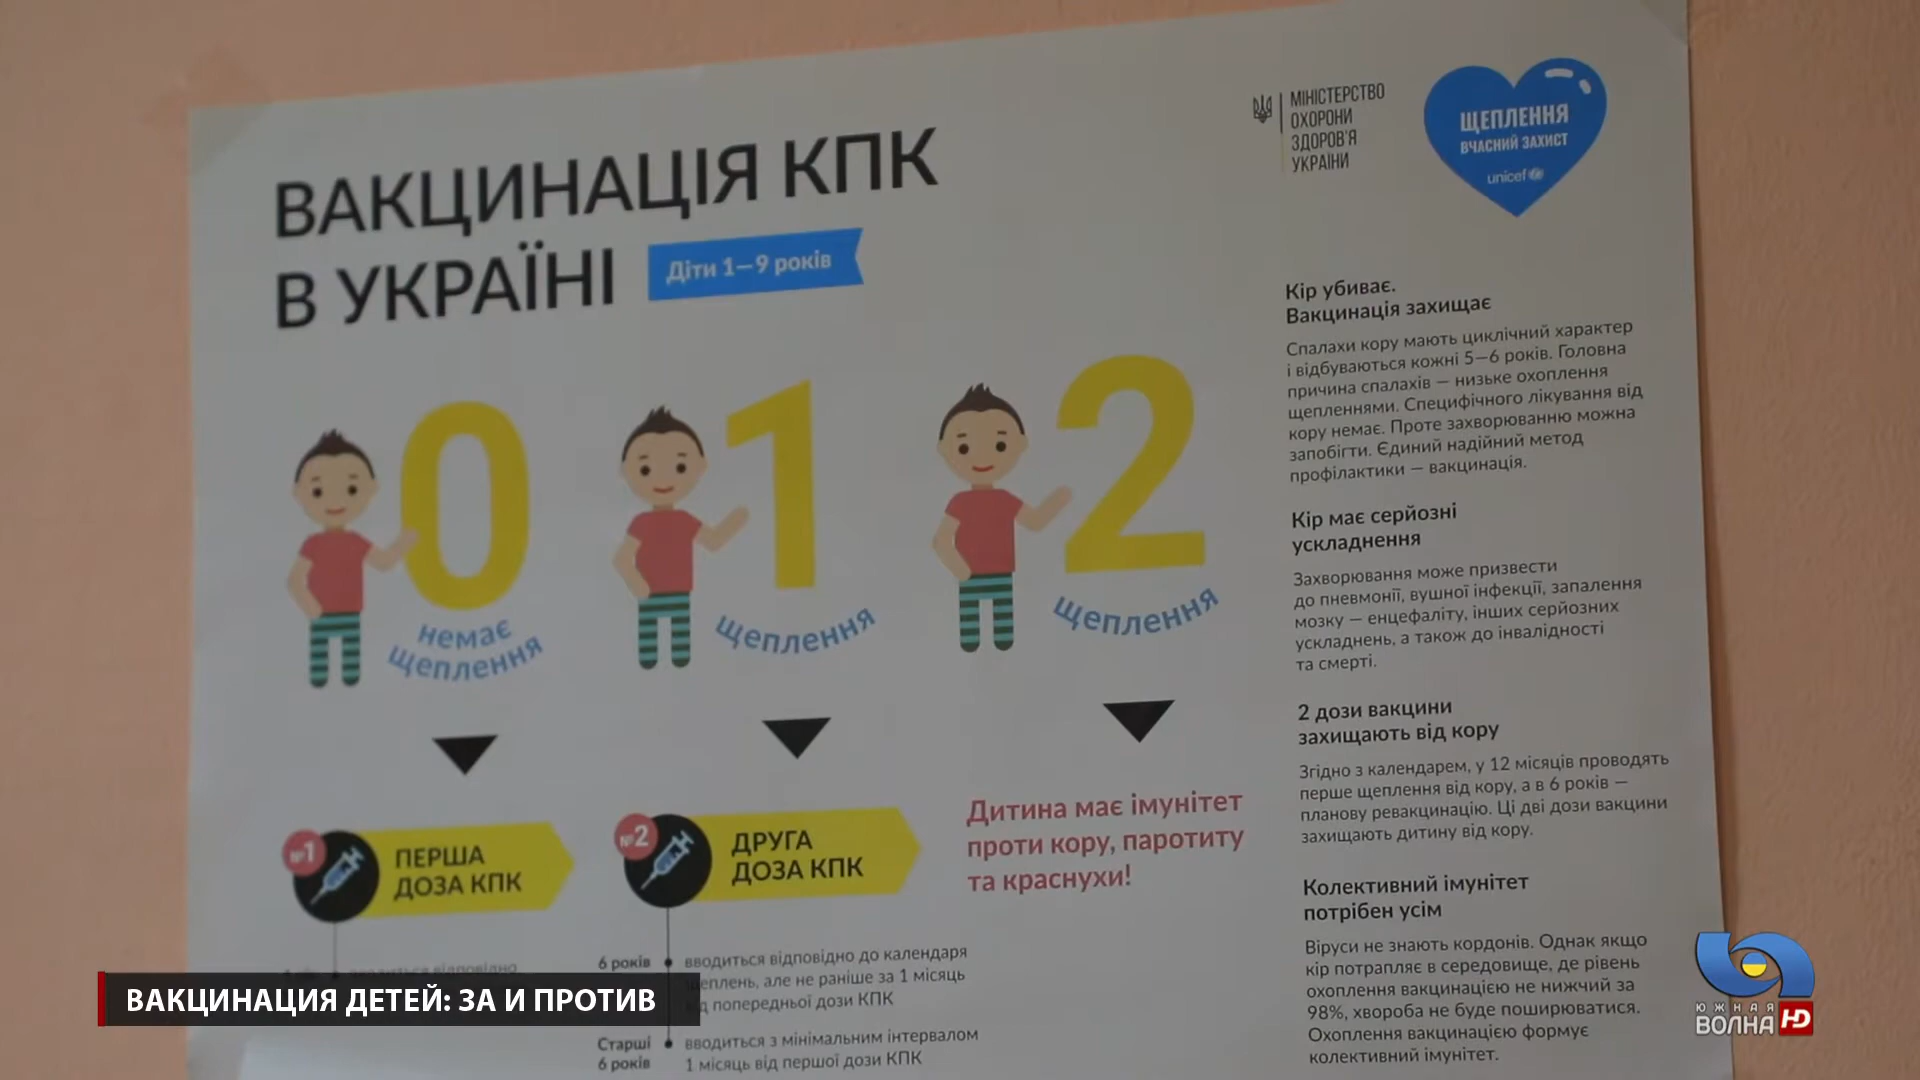 ВАКЦИНАЦІЯ КПК
В УКРАЇНІ
Діти 1–9 років
МІНІСТЕРСТВО
ОХОРОНИ
ЗДОРОВ'Я
УКРАЇНИ
ЩЕПЛЕННЯ
ВЧАСНИЙ ЗАХИСТ
unicef
0
немає
щеплення
1
щеплення
2
щеплення
№1
ПЕРША
ДОЗА КПК
№2
ДРУГА
ДОЗА КПК
Дитина має імунітет
проти кору, паротиту
та краснухи!
вводиться відповідно
6 років
вводиться відповідно до календаря
щеплень, але не раніше за 1 місяць
від попередньої дози КПК
Старші
6 років
вводиться з мінімальним інтервалом
1 місяць від першої дози КПК
Кір убиває.
Вакцинація захищає
Спалахи кору мають циклічний характер
і відбуваються кожні 5–6 років. Головна
причина спалахів — низьке охоплення
щепленнями. Специфічного лікування від
кору немає. Проте захворюванню можна
запобігти. Єдиний надійний метод
профілактики — вакцинація.
Кір має серйозні
ускладнення
Захворювання може призвести
до пневмонії, вушної інфекції, запалення
мозку — енцефаліту, інших серйозних
ускладнень, а також до інвалідності
та смерті.
2 дози вакцини
захищають від кору
Згідно з календарем, у 12 місяців проводять
перше щеплення від кору, а в 6 років —
планову ревакцинацію. Ці дві дози вакцини
захищають дитину від кору.
Колективний імунітет
потрібен усім
Віруси не знають кордонів. Однак якщо
кір потрапляє в середовище, де рівень
охоплення вакцинацією не нижчий за
98%, хвороба не буде поширюватися.
Охоплення вакцинацією формує
колективний імунітет.
ВАКЦИНАЦИЯ ДЕТЕЙ: ЗА И ПРОТИВ
ЮЖНАЯ
ВОЛНА HD